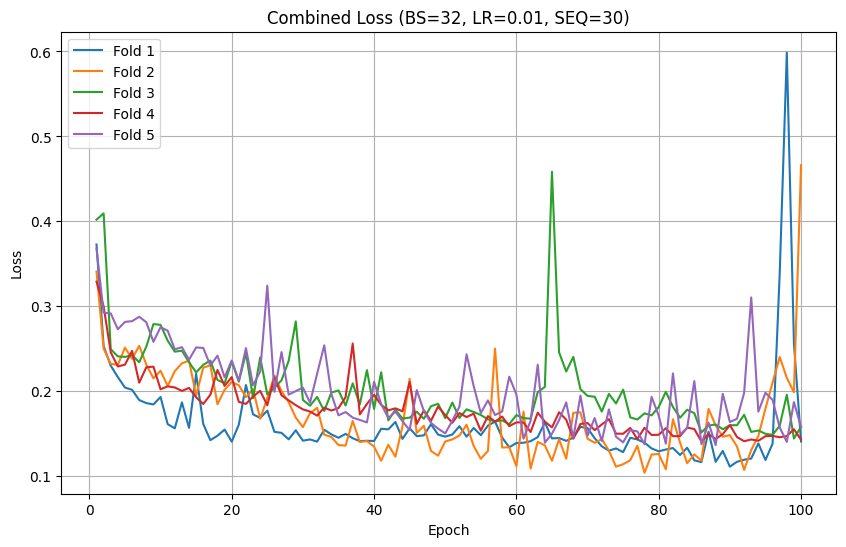 Combined Loss (BS=32, LR=0.01, SEQ=30)
Fold 1
Fold 2
Fold 3
Fold 4
Fold 5
Loss
0.6
0.5
0.4
0.3
0.2
0.1
0 20 40 60 80 100
Epoch